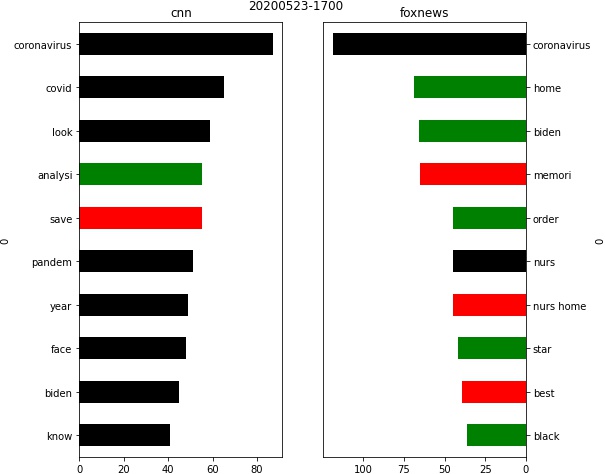 20200523-1700
cnn
foxnews
coronavirus
covid
look
analysi
save
pandem
year
face
biden
know
0
0 20 40 60 80
coronavirus
home
biden
memori
order
nurs
nurs home
star
best
black
0
100 75 50 25 0